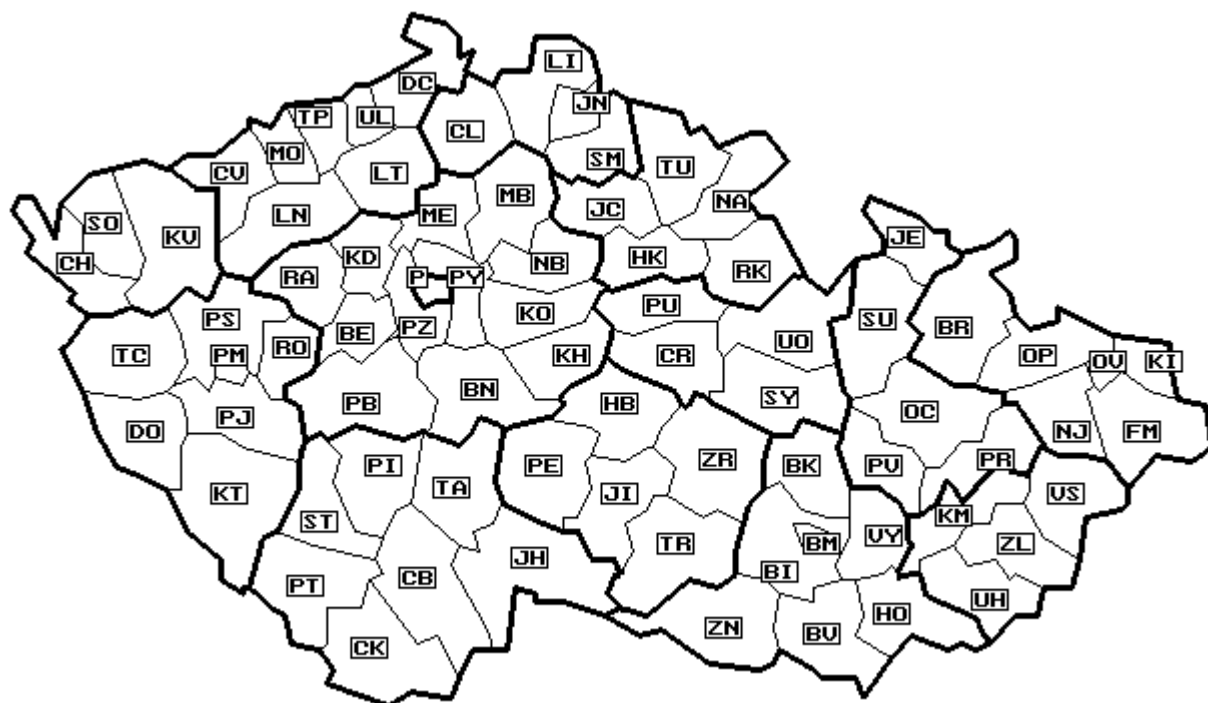 LI
DC
JN
TP
UL
CL
MO
SM
CV
LT
TU
MB
NA
LN
ME
JC
SO
KV
JE
KD
CH
HK
NB
RK
RA
P
PY
KO
PU
PS
SU
BR
BE
PZ
UO
RO
TC
PM
KH
CR
OP
OV
KI
BN
SY
PB
HB
OC
DO
PJ
NJ
FM
PE
PI
ZR
BK
PV
PR
KT
TA
JI
VS
KM
ST
TR
BM
VY
ZL
JH
PT
CB
BI
UH
HO
ZN
BV
CK